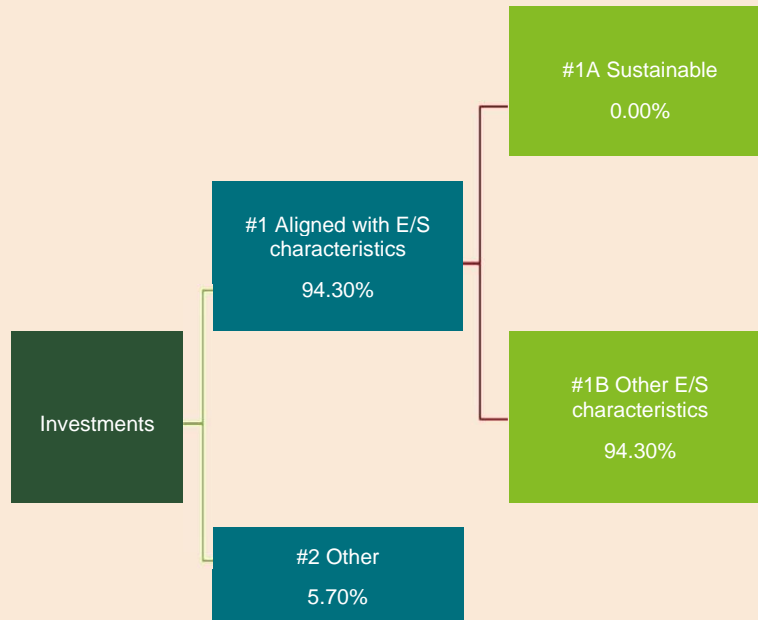 #1A Sustainable
0.00%
#1 Aligned with E/S
characteristics
94.30%
#1B Other E/S
characteristics
94.30%
Investments
#2 Other
5.70%